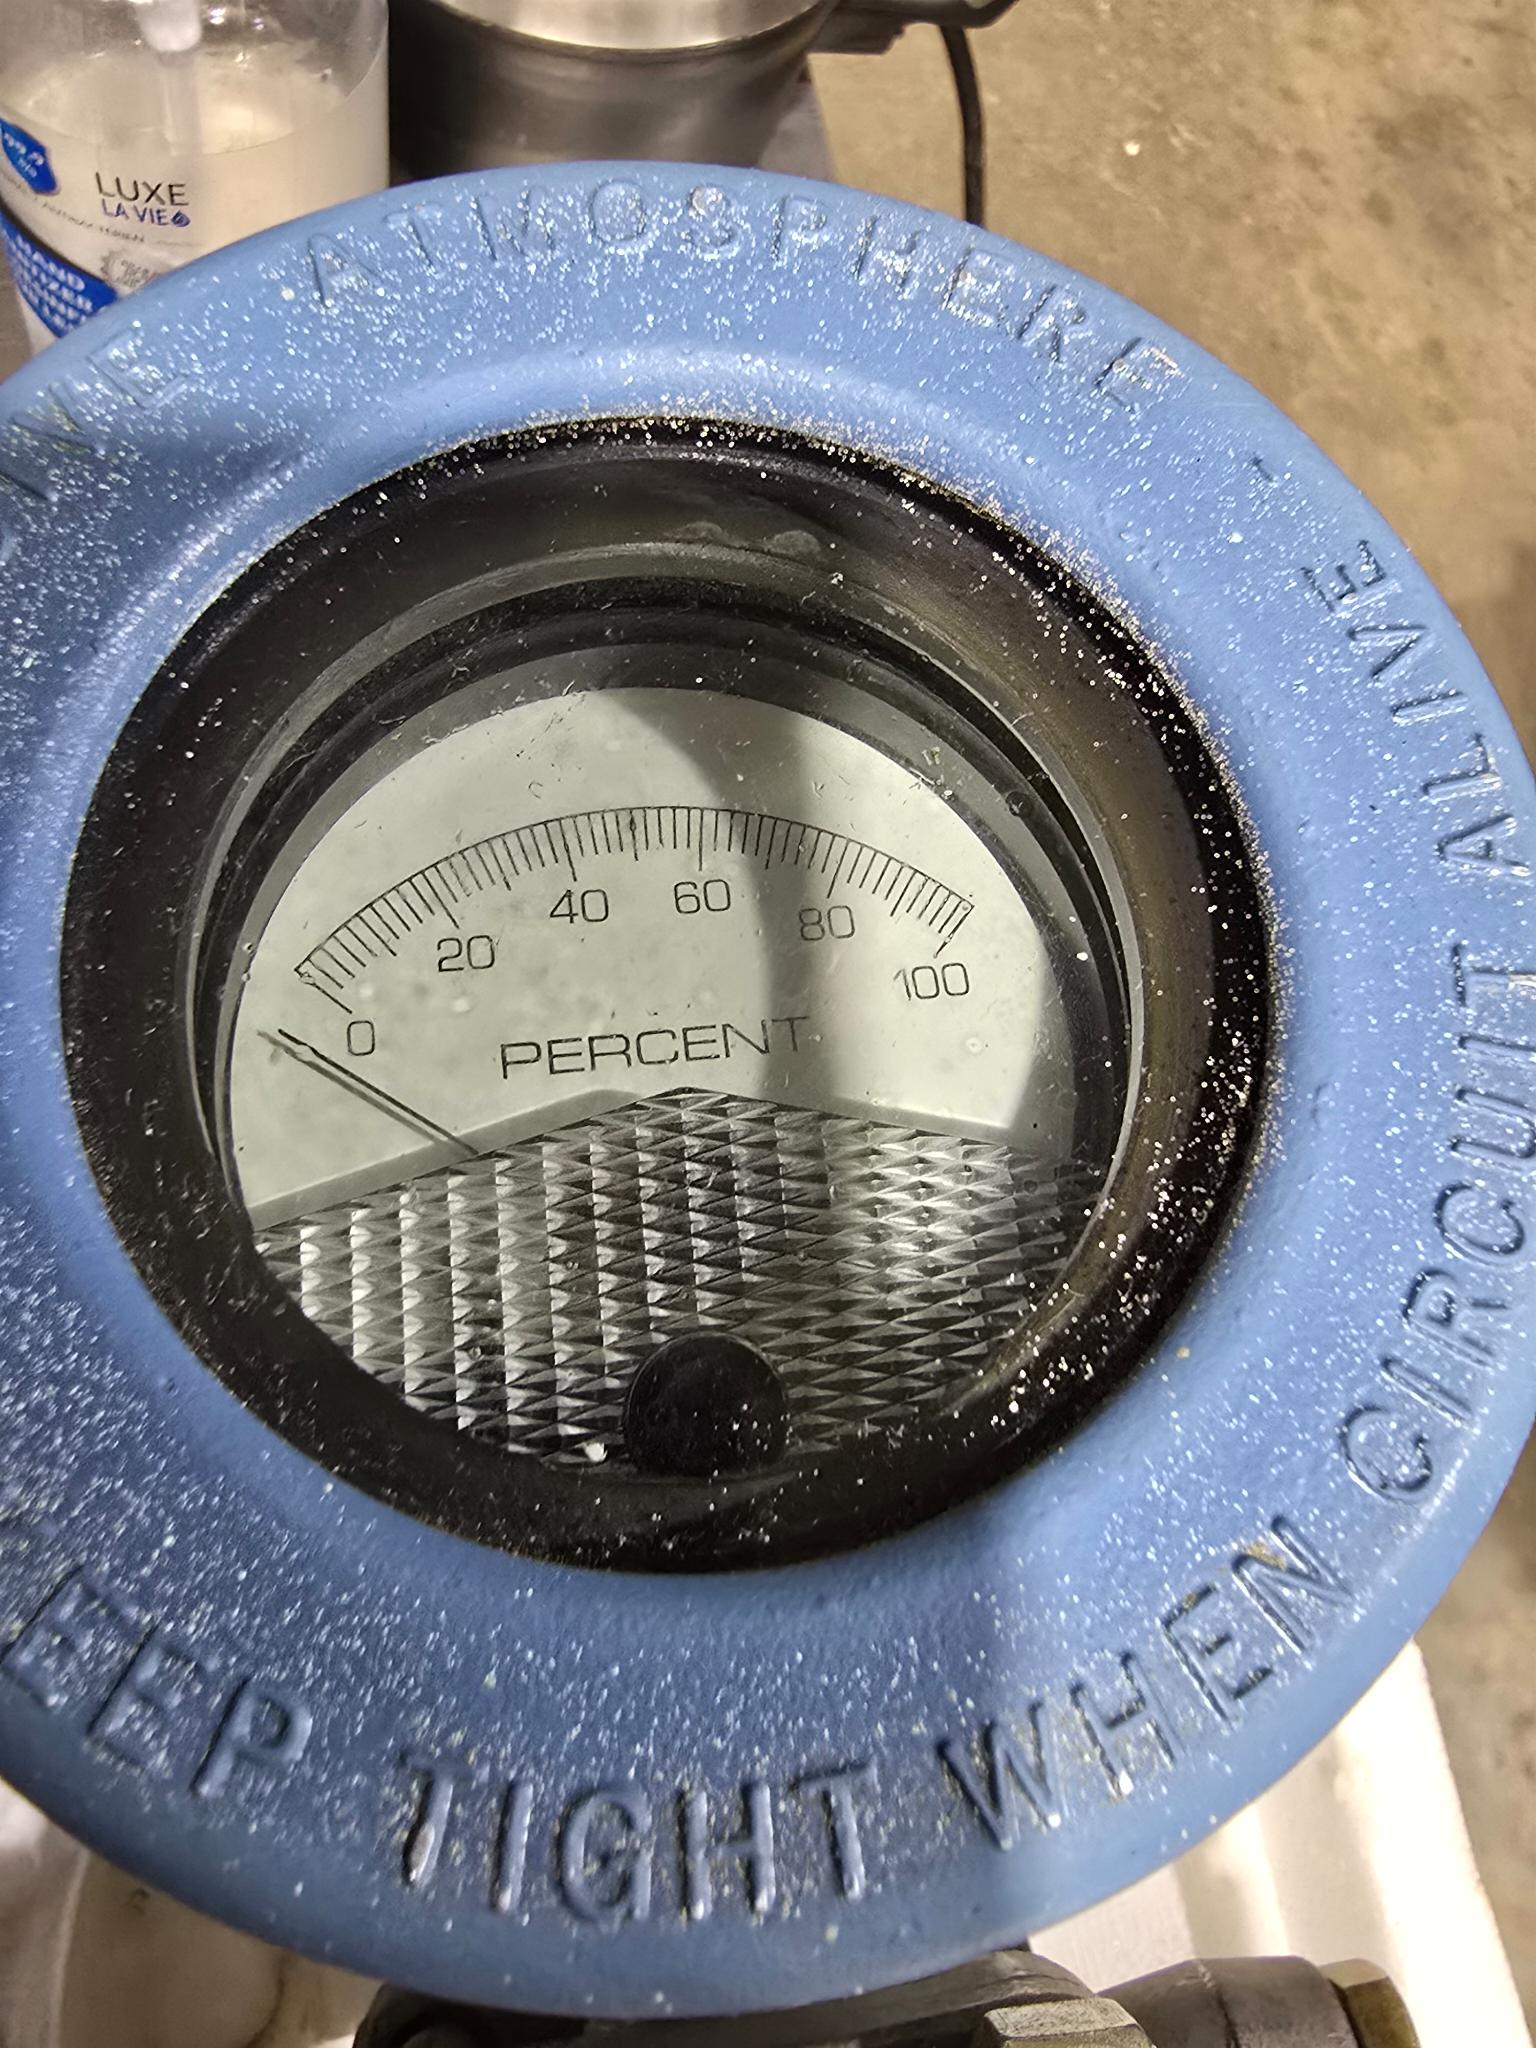 LUXE
LA VIE
ATMOSPHERE -
KEEP TIGHT WHEN CIRCUIT ALIVE
0 20 40 60 80 100
PERCENT